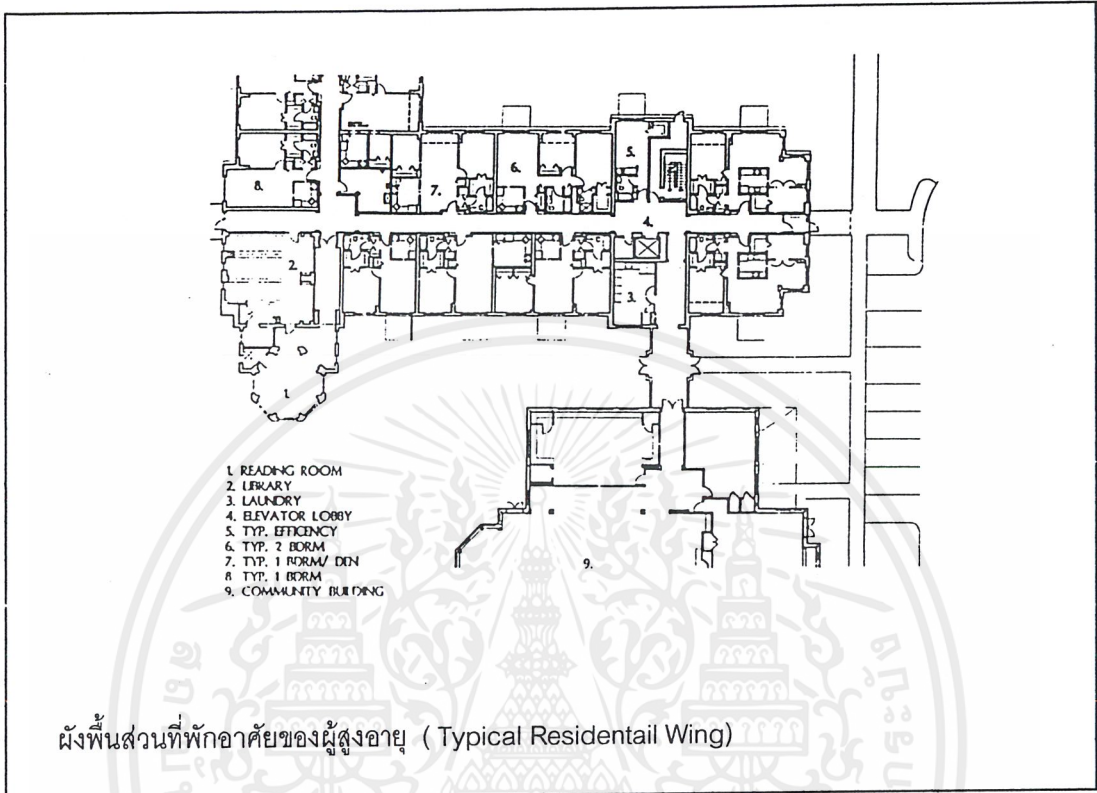 8.
7.
6.
5.
4.
2.
3.
1.
1. READING ROOM
2. LIBRARY
3. LAUNDRY
4. ELEVATOR LOBBY
5. TYP. EFFICENCY
6. TYP. 2 BDRM
7. TYP. 1 BDRM/ DEN
8 TYP. 1 BDRM
9. COMMUNITY BUILDING
9.
ผังพื้นส่วนที่พักอาศัยของผู้สูงอายุ ( Typical Residentail Wing)